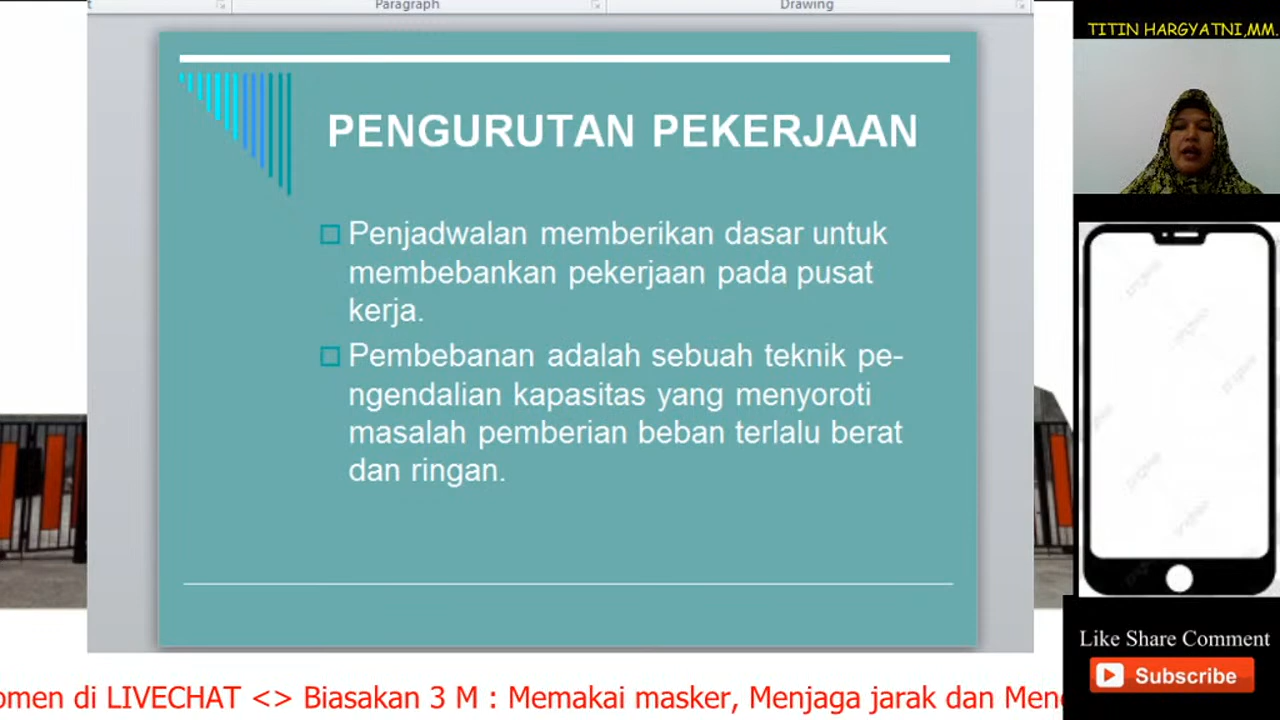 Paragraph
Drawing
TITIN HARGYATNI,MM.
PENGURUTAN PEKERJAAN
Penjadwalan memberikan dasar untuk
membebankan pekerjaan pada pusat
kerja.
Pembebanan adalah sebuah teknik pe-
ngendalian kapasitas yang menyoroti
masalah pemberian beban terlalu berat
dan ringan.
Like Share Comment
Subscribe
di LIVECHAT <> Biasakan 3 M : Memakai masker, Menjaga jarak dan